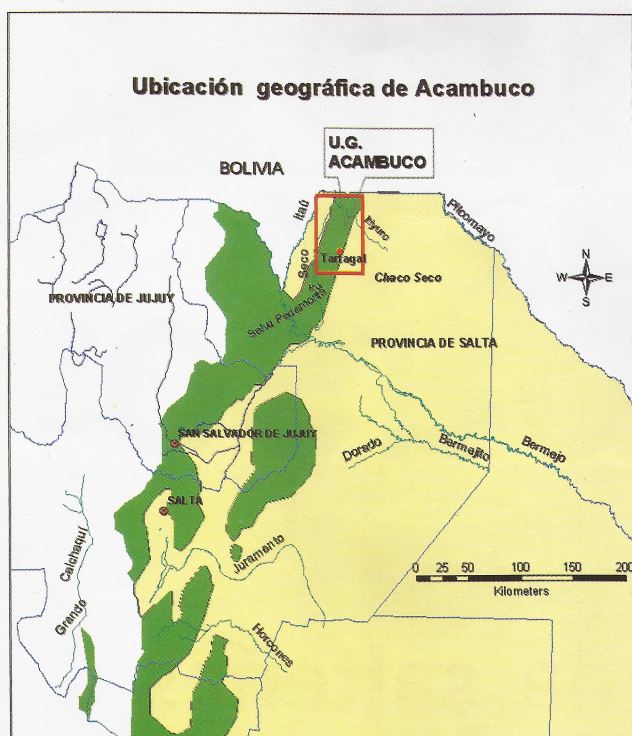 Ubicación geográfica de Acambuco
U.G.
ACAMBUCO
BOLIVIA
Itaú
Pilcomayo
Itiyuro
Seco
Tartagal
Chaco Seco
N
W
E
S
PROVINCIA DE JUJUY
Selva Pedemonta
PROVINCIA DE SALTA
SAN SALVADOR DE JUJUY
Dorado
Bermejito
Bermejo
SALTA
Calchaquí
Juramento
0 25 50 100 150 200
Kilometers
Grande
Horcones